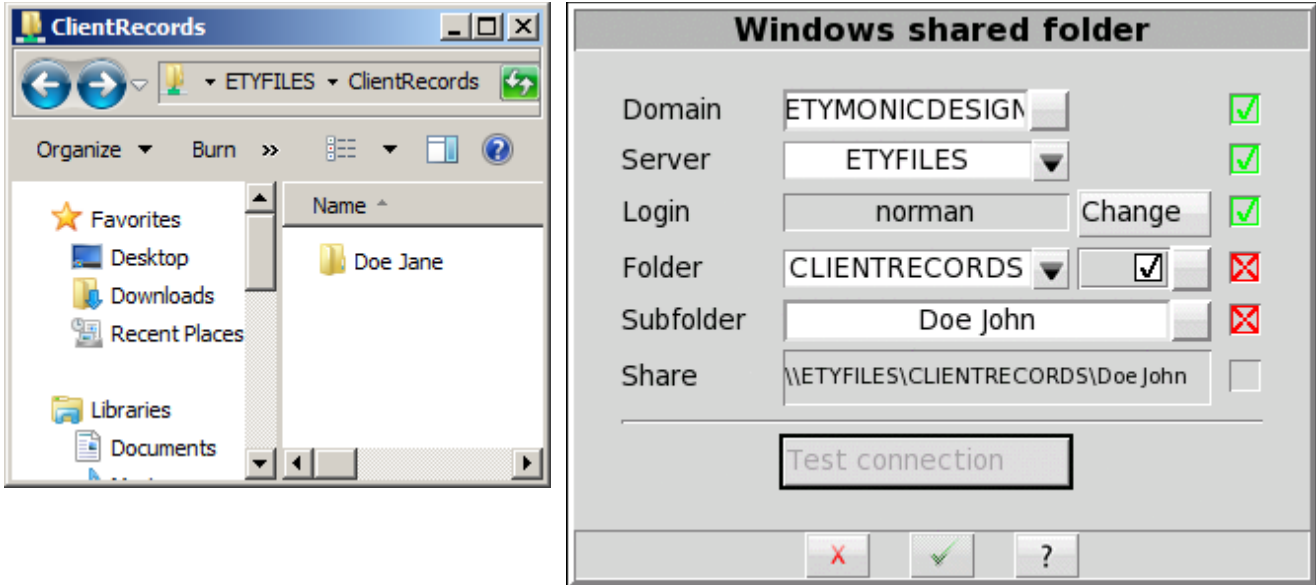 ClientRecords
ETYFILES ClientRecords
Organize Burn »
Favorites
Desktop
Downloads
Recent Places
Libraries
Documents
Name
Doe Jane
Windows shared folder
Domain ETYMONICDESIGN
Server ETYFILES
Login norman Change
Folder CLIENTRECORDS
Subfolder Doe John
Share \\ETYFILES\CLIENTRECORDS\Doe John
Test connection
X ?